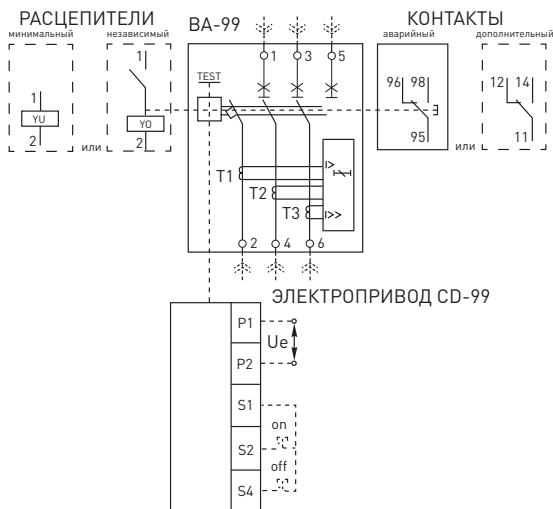 РАСЦЕПИТЕЛИ
минимальный
независимый
ВА-99
КОНТАКТЫ
аварийный
дополнительный
1
YU
2
или
1
YO
2
TEST
1
3
5
T1
T2
T3
I>
I>>
2
4
6
96
98
95
или
12
14
11
ЭЛЕКТРОПРИВОД CD-99
P1
Ue
P2
S1
on
S2
off
S4